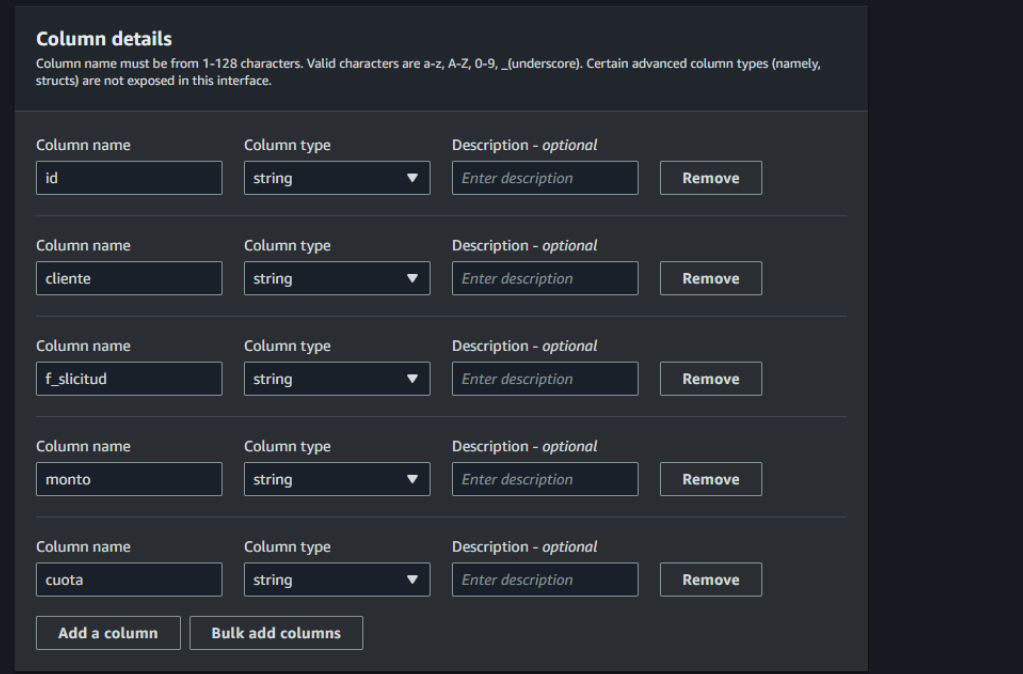 Column details
Column name must be from 1-128 characters. Valid characters are a-z, A-Z, 0-9, _(underscore). Certain advanced column types (namely,
structs) are not exposed in this interface.
Column name Column type Description - optional
id string Enter description Remove
Column name Column type Description - optional
cliente string Enter description Remove
Column name Column type Description - optional
f_slicitud string Enter description Remove
Column name Column type Description - optional
monto string Enter description Remove
Column name Column type Description - optional
cuota string Enter description Remove
Add a column Bulk add columns